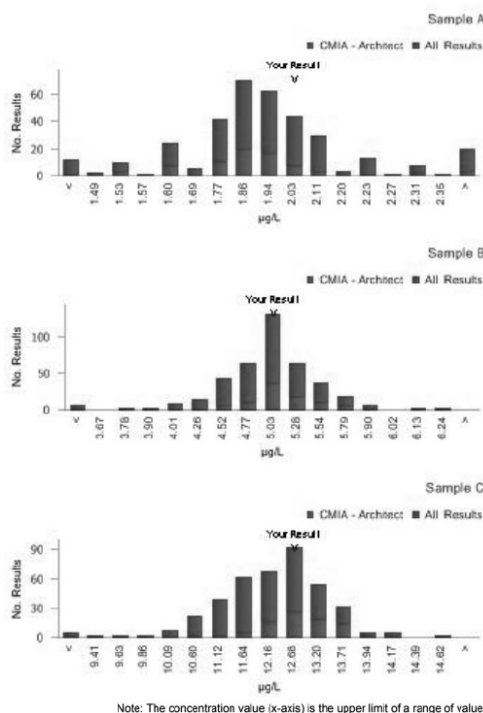 Sample A
CMIA - Architect All Results
Your Result
No. Results
60
40
20
0
< 1.49 1.53 1.57 1.60 1.69 1.77 1.86 1.94 2.03 2.11 2.20 2.23 2.27 2.31 2.35 >
µg/L
Sample B
CMIA - Architect All Results
Your Result
No. Results
100
50
0
< 3.67 3.78 3.90 4.01 4.26 4.52 4.77 5.03 5.28 5.54 5.79 5.90 6.02 6.13 6.24 >
µg/L
Sample C
CMIA - Architect All Results
Your Result
No. Results
90
60
30
0
< 9.41 9.63 9.86 10.09 10.60 11.12 11.64 12.16 12.68 13.20 13.71 13.94 14.17 14.39 14.62 >
µg/L
Note: The concentration value (x-axis) is the upper limit of a range of value